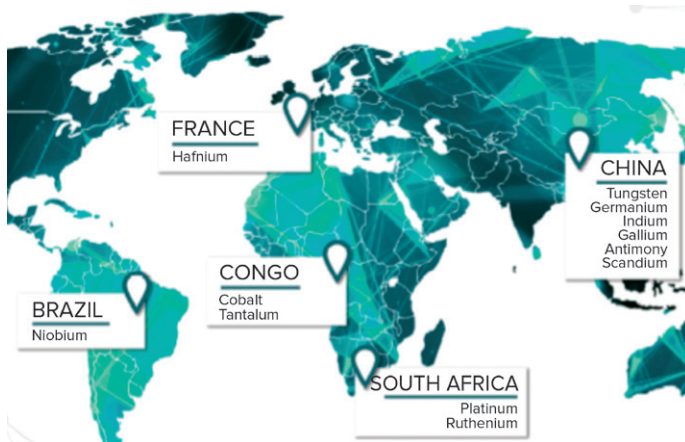 FRANCE
Hafnium
CHINA
Tungsten
Germanium
Indium
Gallium
Antimony
Scandium
CONGO
Cobalt
Tantalum
BRAZIL
Niobium
SOUTH AFRICA
Platinum
Ruthenium